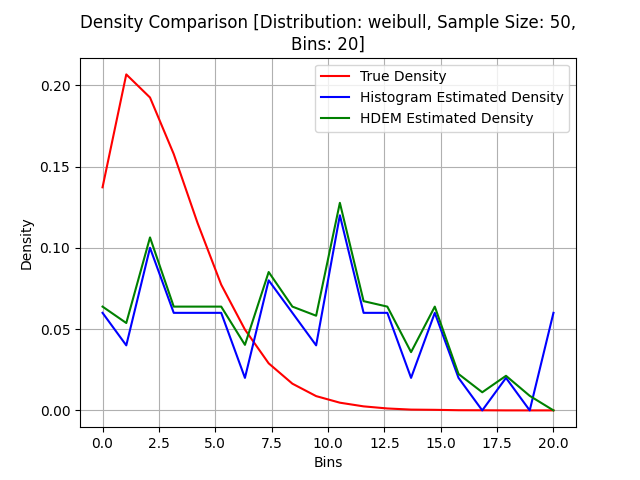 Density Comparison [Distribution: weibull, Sample Size: 50,
Bins: 20]
True Density
Histogram Estimated Density
HDEM Estimated Density
Density
0.20
0.15
0.10
0.05
0.00
0.0 2.5 5.0 7.5 10.0 12.5 15.0 17.5 20.0
Bins